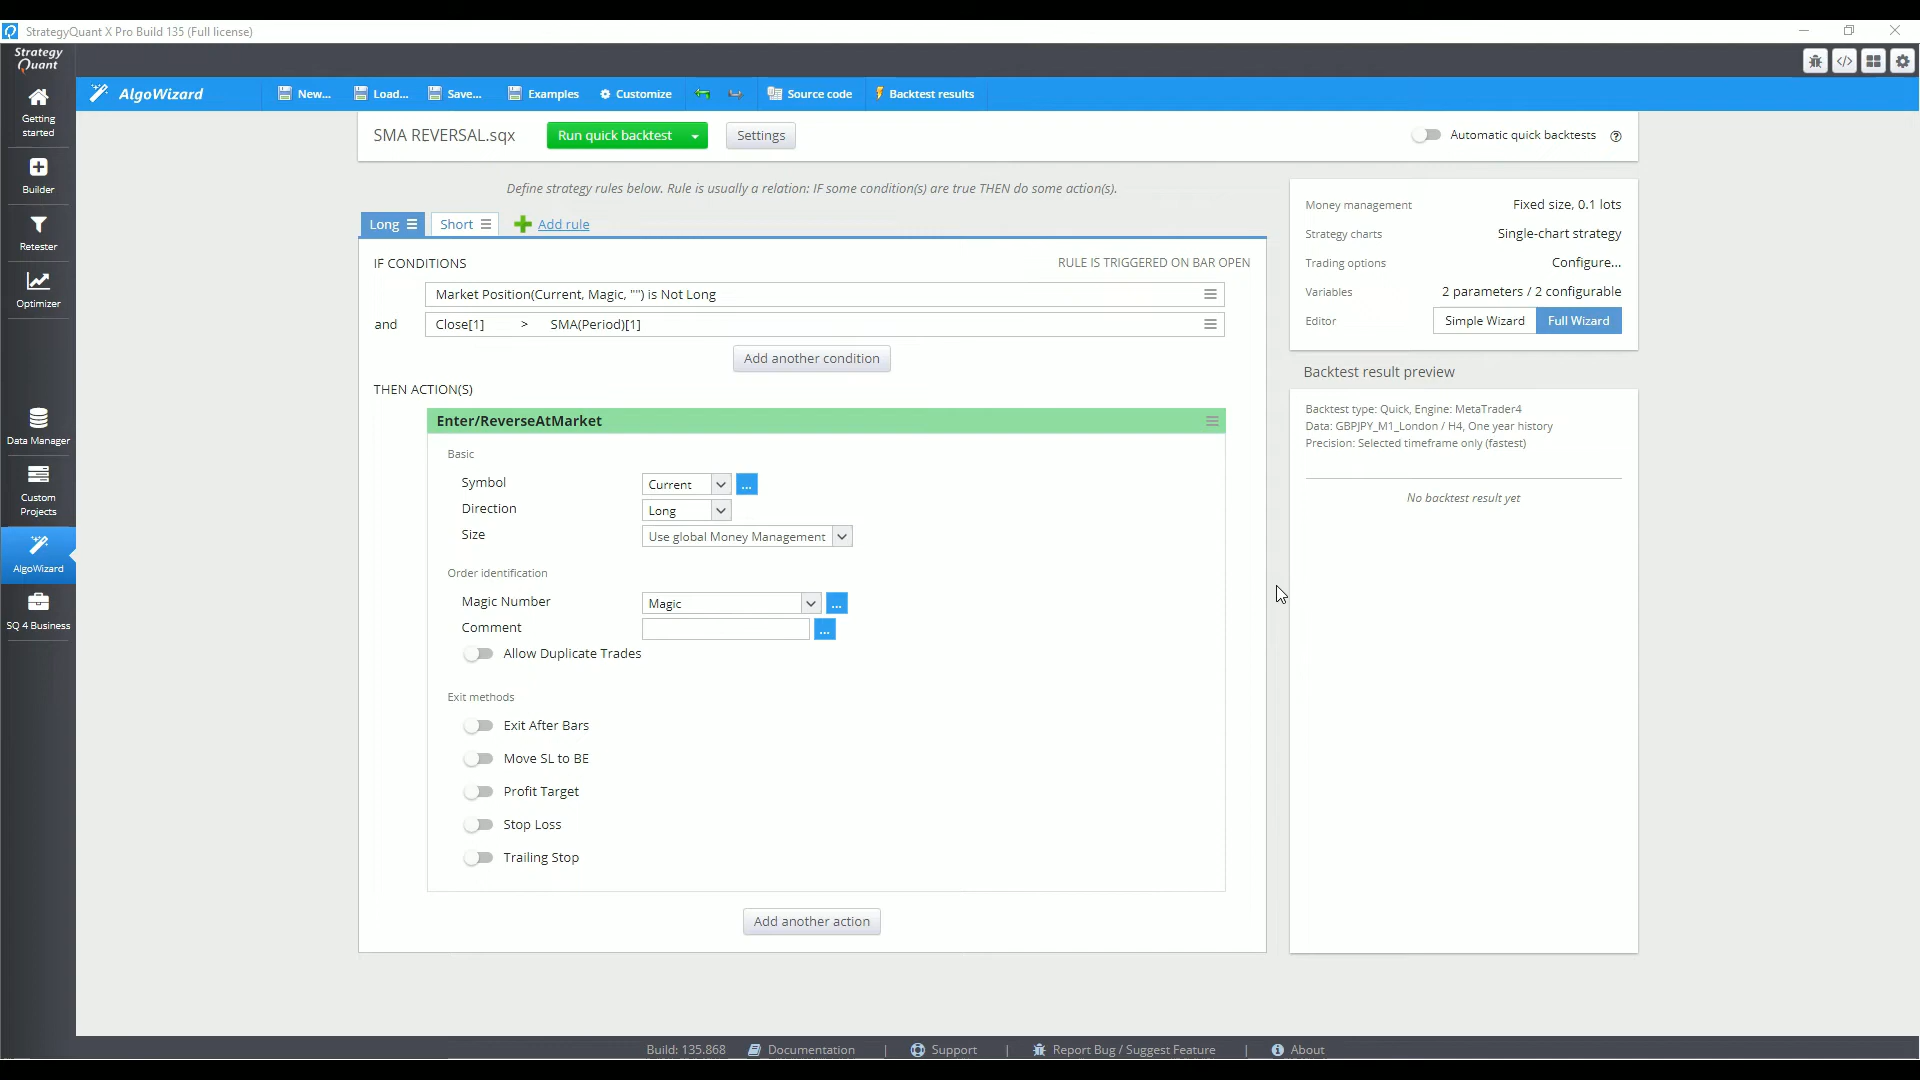 StrategyQuant X Pro Build 135 (Full license)
Strategy
Quant
AlgoWizard
New...
Load...
Save...
Examples
Customize
Source code
Backtest results
Getting
started
Builder
Retester
Optimizer
Data Manager
Custom
Projects
AlgoWizard
SQ 4 Business
SMA REVERSAL.sqx
Run quick backtest
Settings
Automatic quick backtests
Define strategy rules below. Rule is usually a relation: IF some condition(s) are true THEN do some action(s).
Long
Short
Add rule
IF CONDITIONS
RULE IS TRIGGERED ON BAR OPEN
Market Position(Current, Magic, "") is Not Long
and Close[1] > SMA(Period)[1]
Add another condition
THEN ACTION(S)
Enter/ReverseAtMarket
Basic
Symbol Current ...
Direction Long
Size Use global Money Management
Order identification
Magic Number Magic ...
Comment ...
Allow Duplicate Trades
Exit methods
Exit After Bars
Move SL to BE
Profit Target
Stop Loss
Trailing Stop
Add another action
Money management Fixed size, 0.1 lots
Strategy charts Single-chart strategy
Trading options Configure...
Variables 2 parameters / 2 configurable
Editor Simple Wizard Full Wizard
Backtest result preview
Backtest type: Quick, Engine: MetaTrader4
Data: GBPJPY_M1_London / H4, One year history
Precision: Selected timeframe only (fastest)
No backtest result yet
Build: 135.868 Documentation | Support | Report Bug / Suggest Feature | About